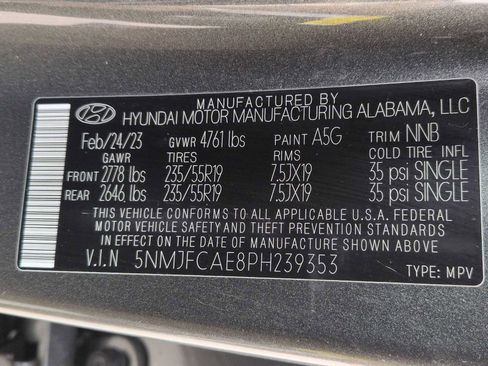 MANUFACTURED BY
HYUNDAI MOTOR MANUFACTURING ALABAMA, LLC
Feb/24/23 GVWR 4761 lbs PAINT A5G TRIM NNB
GAWR TIRES RIMS COLD TIRE INFL
FRONT 2778 lbs 235/55R19 7.5JX19 35 psi SINGLE
REAR 2646 lbs 235/55R19 7.5JX19 35 psi SINGLE
THIS VEHICLE CONFORMS TO ALL APPLICABLE U.S.A. FEDERAL
MOTOR VEHICLE SAFETY AND THEFT PREVENTION STANDARDS
IN EFFECT ON THE DATE OF MANUFACTURE SHOWN ABOVE.
V.I.N 5NMJFCAE8PH239353 TYPE: MPV